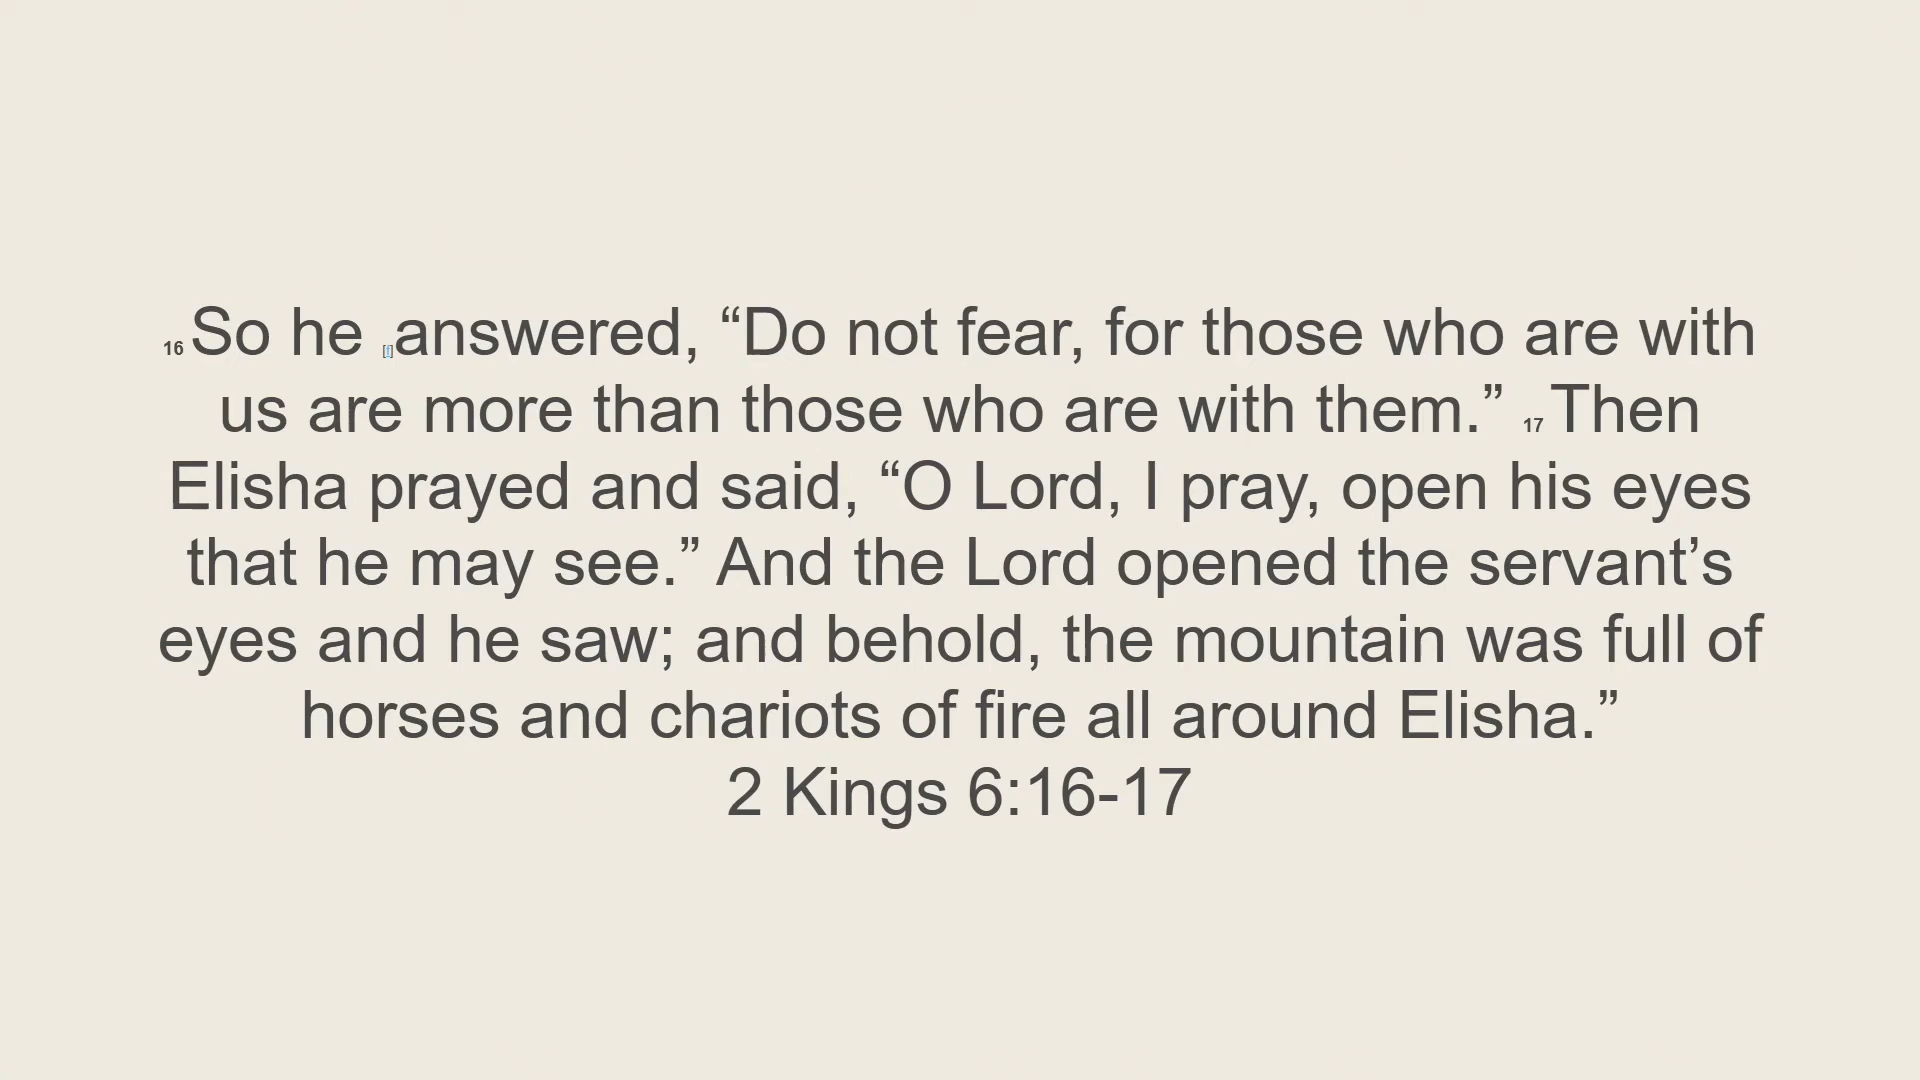 16 So he [f]answered, “Do not fear, for those who are with
us are more than those who are with them.” 17 Then
Elisha prayed and said, “O Lord, I pray, open his eyes
that he may see.” And the Lord opened the servant’s
eyes and he saw; and behold, the mountain was full of
horses and chariots of fire all around Elisha.”
2 Kings 6:16-17